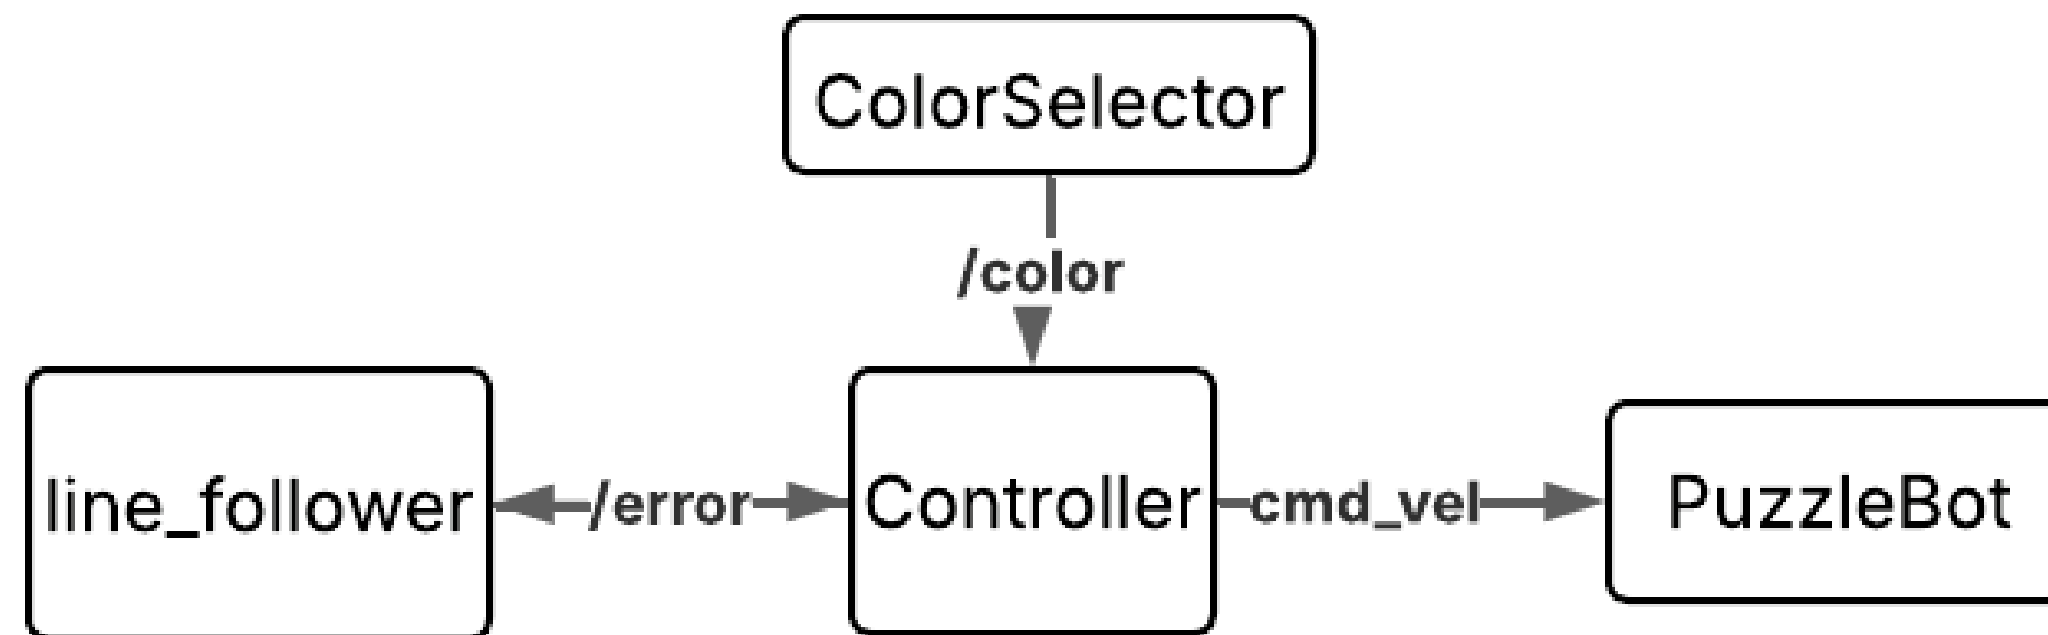 ColorSelector
/color
line_follower
/error
Controller
cmd_vel
PuzzleBot